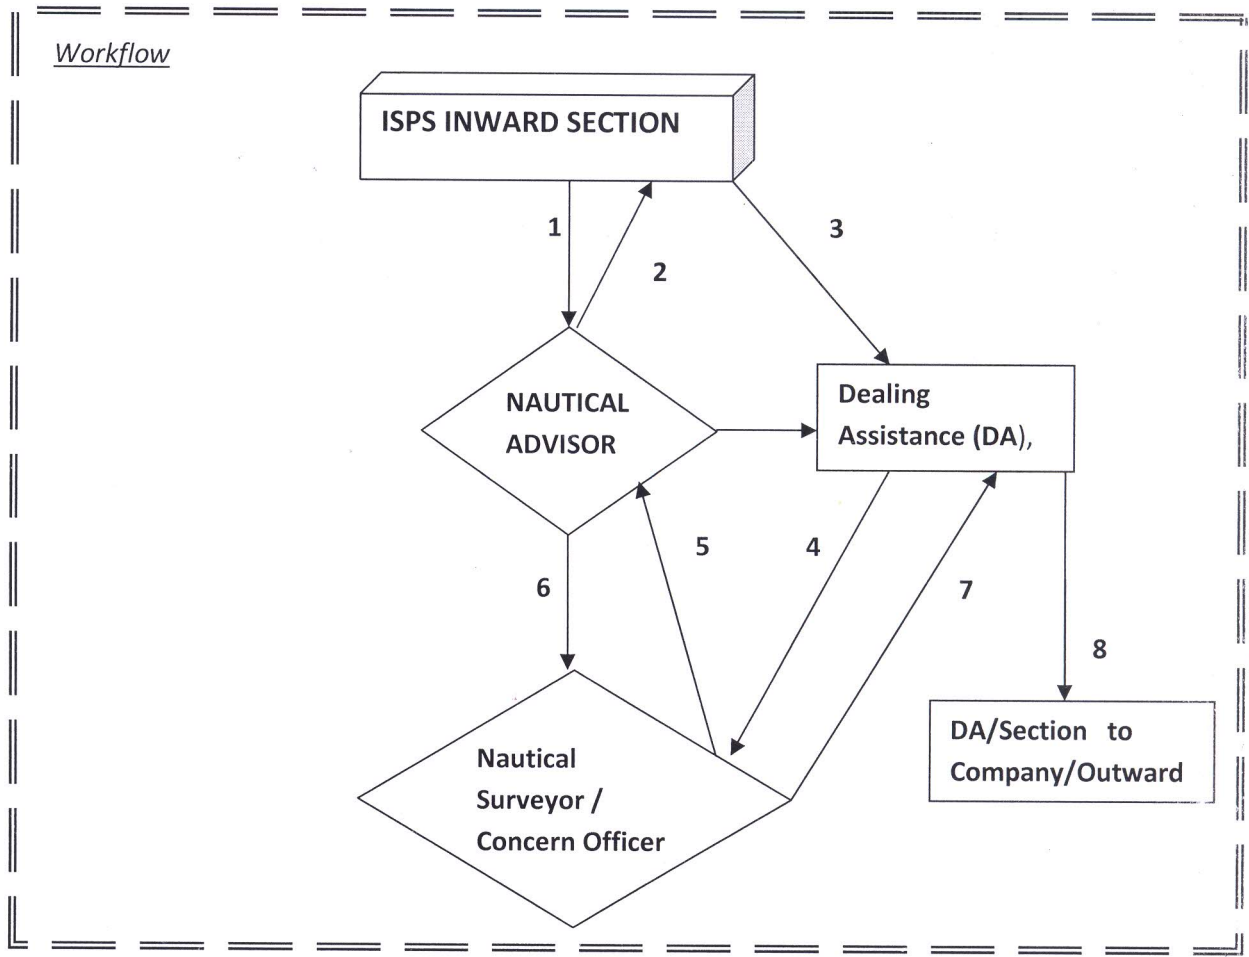 Workflow
ISPS INWARD SECTION
1
2
3
NAUTICAL
ADVISOR
Dealing
Assistance (DA),
5
4
6
7
8
Nautical
Surveyor /
Concern Officer
DA/Section to
Company/Outward